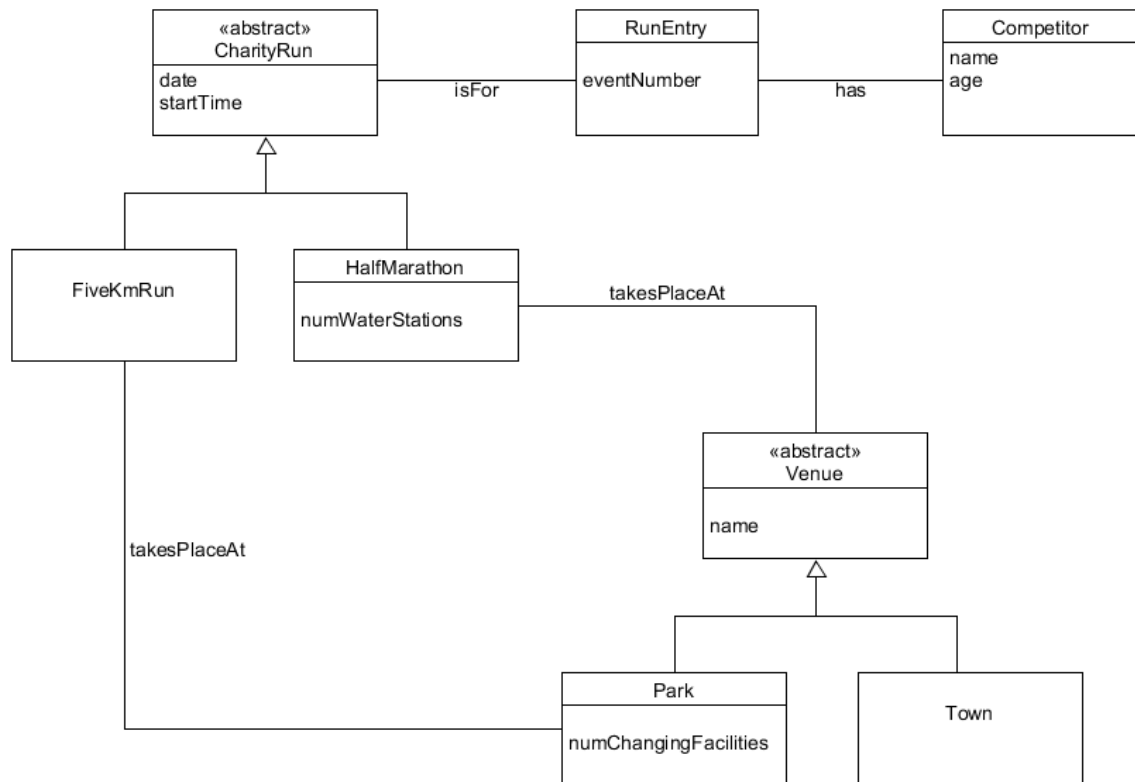 «abstract»
CharityRun
date
startTime
isFor
RunEntry
eventNumber
has
Competitor
name
age
FiveKmRun
HalfMarathon
numWaterStations
takesPlaceAt
«abstract»
Venue
name
takesPlaceAt
Park
numChangingFacilities
Town